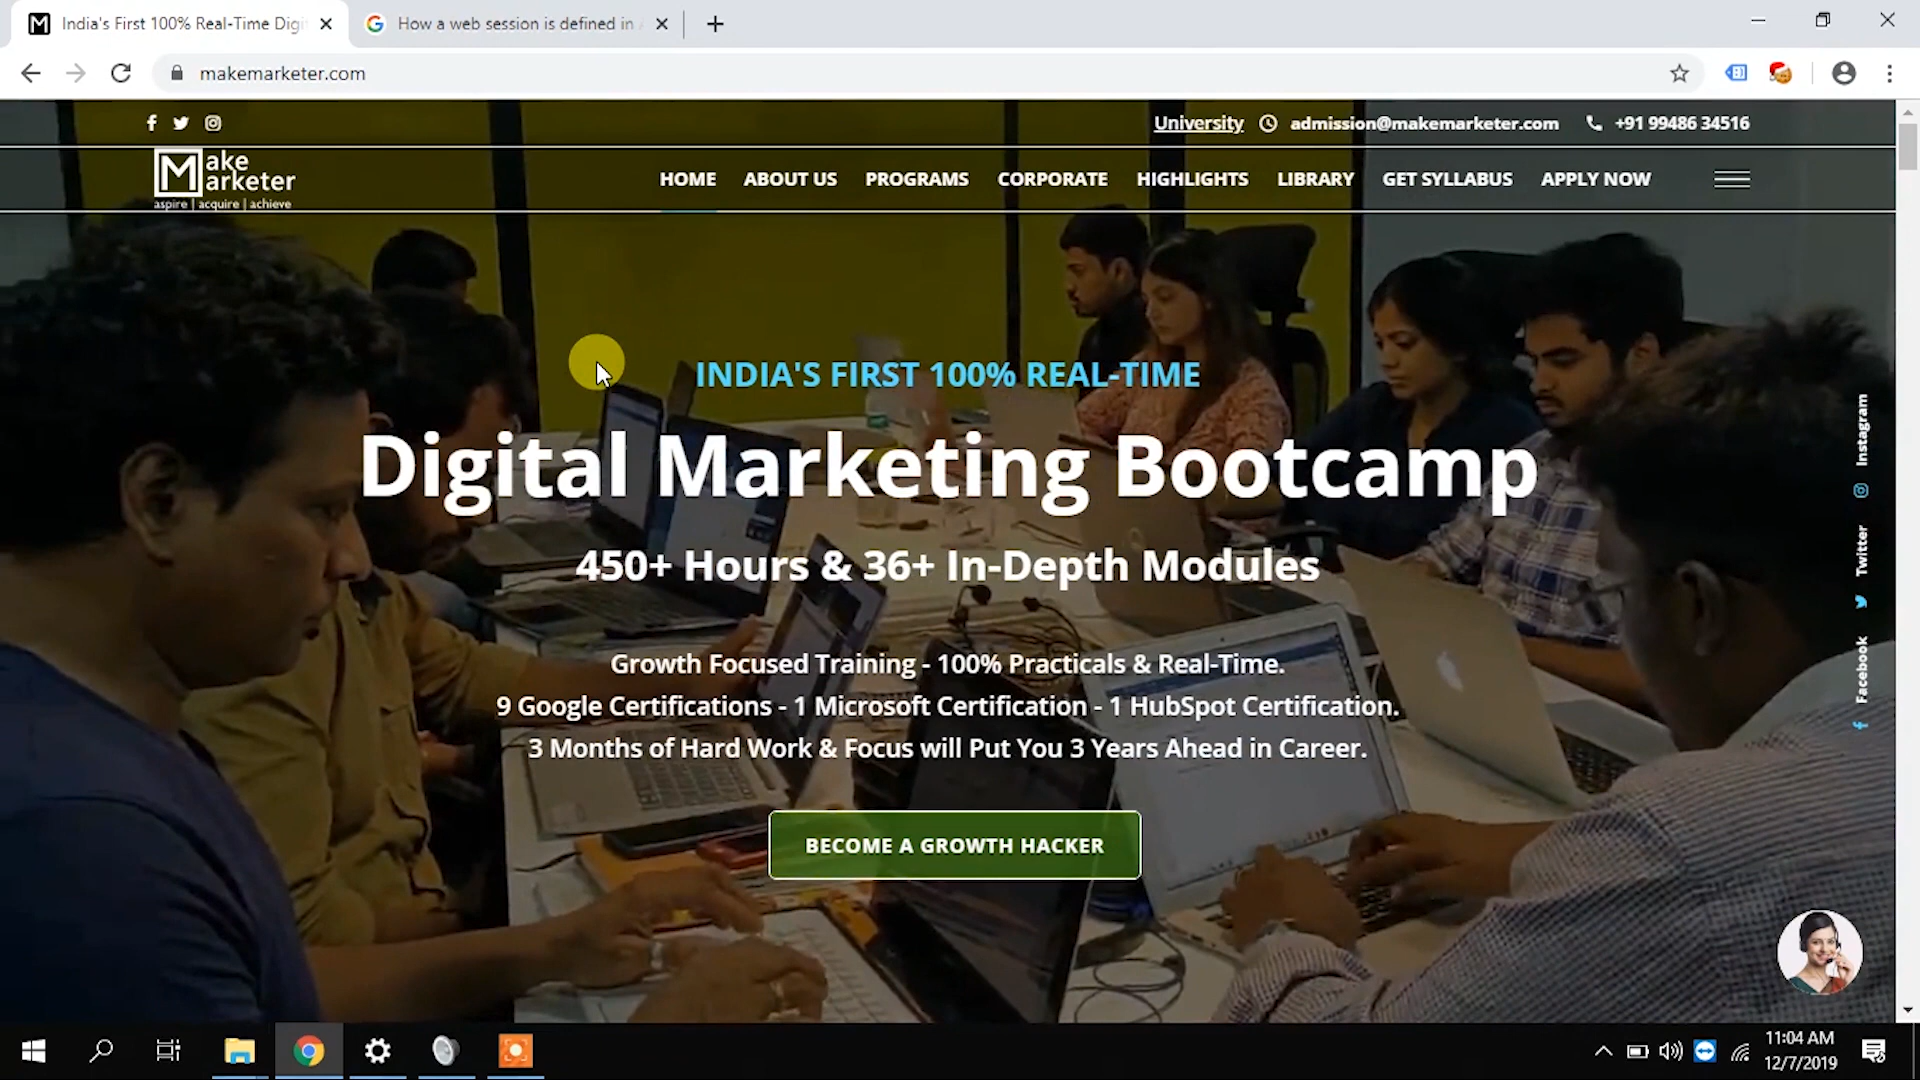 India's First 100% Real-Time Digi
How a web session is defined in A
makemarketer.com
University
admission@makemarketer.com
+91 99486 34516
Make Marketer
aspire | acquire | achieve
HOME
ABOUT US
PROGRAMS
CORPORATE
HIGHLIGHTS
LIBRARY
GET SYLLABUS
APPLY NOW
INDIA'S FIRST 100% REAL-TIME
Digital Marketing Bootcamp
450+ Hours & 36+ In-Depth Modules
Growth Focused Training - 100% Practicals & Real-Time.
9 Google Certifications - 1 Microsoft Certification - 1 HubSpot Certification.
3 Months of Hard Work & Focus will Put You 3 Years Ahead in Career.
BECOME A GROWTH HACKER
Instagram
Twitter
Facebook
11:04 AM
12/7/2019